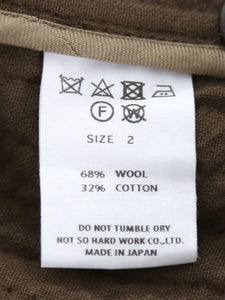 F W
SIZE 2
68% WOOL
32% COTTON
DO NOT TUMBLE DRY
NOT SO HARD WORK CO.,LTD.
MADE IN JAPAN